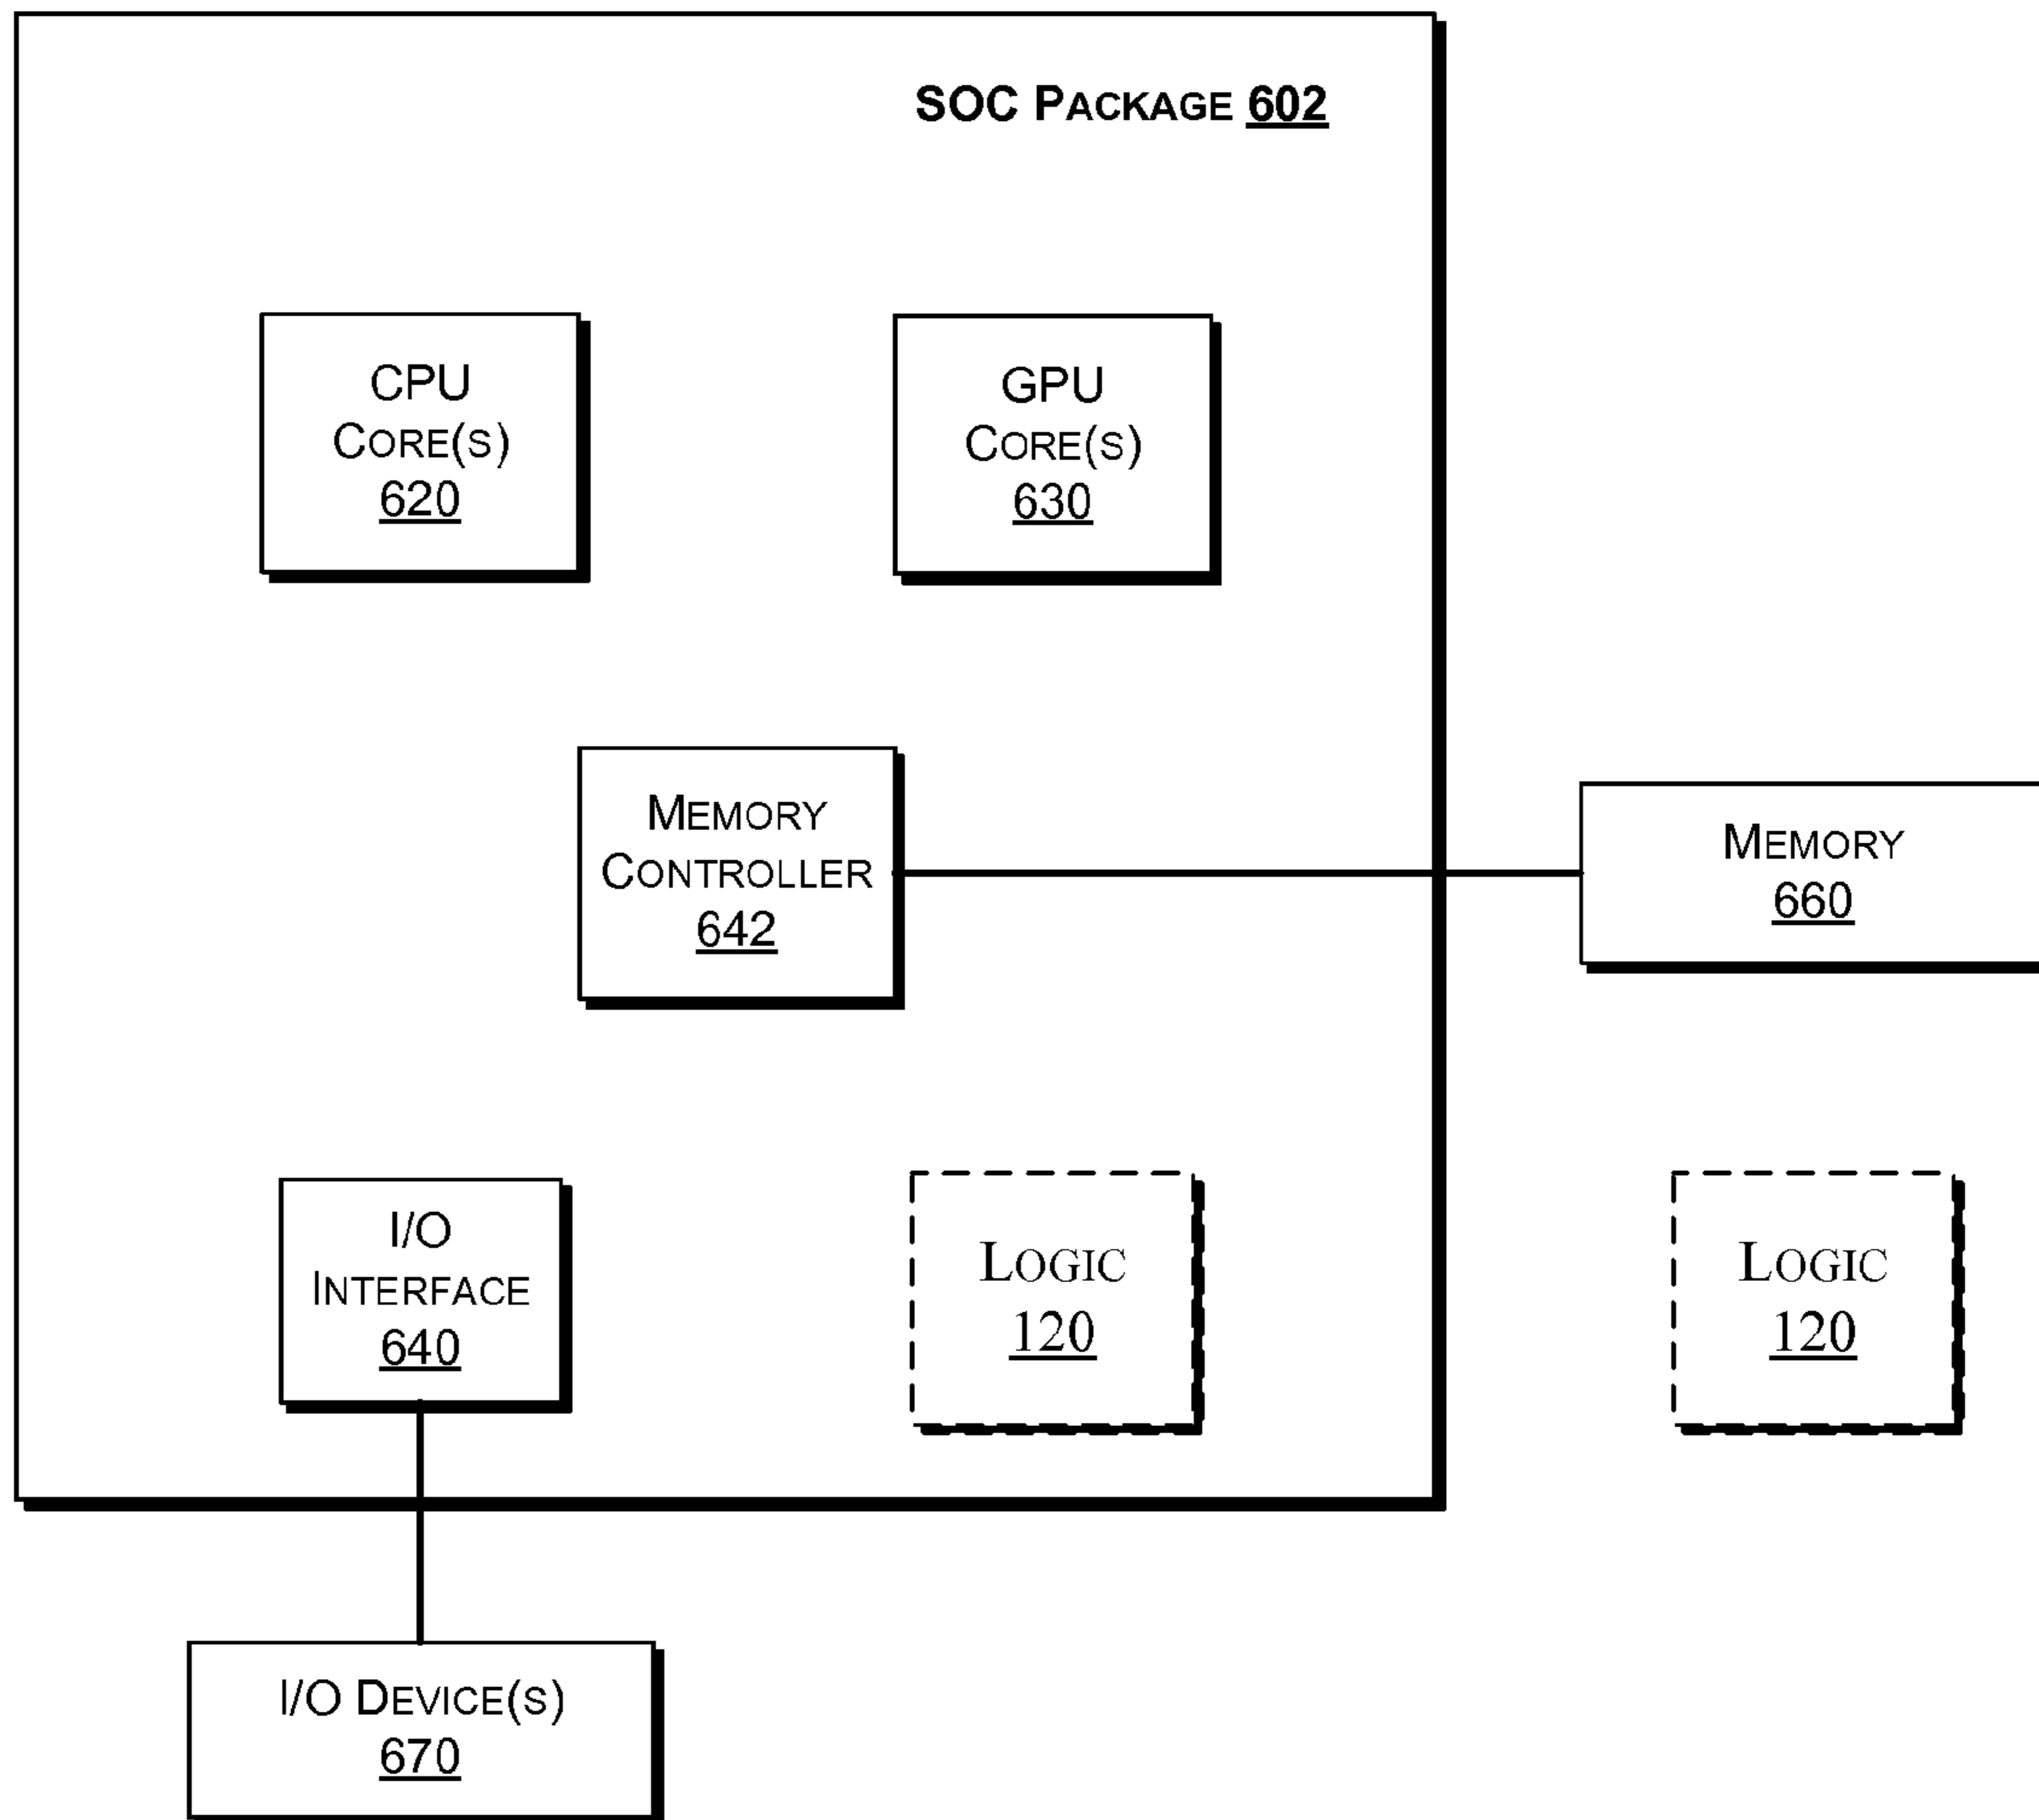 SOC PACKAGE 602
CPU
CORE(S)
620
GPU
CORE(S)
630
MEMORY
CONTROLLER
642
MEMORY
660
I/O
INTERFACE
640
LOGIC
120
LOGIC
120
I/O DEVICE(S)
670